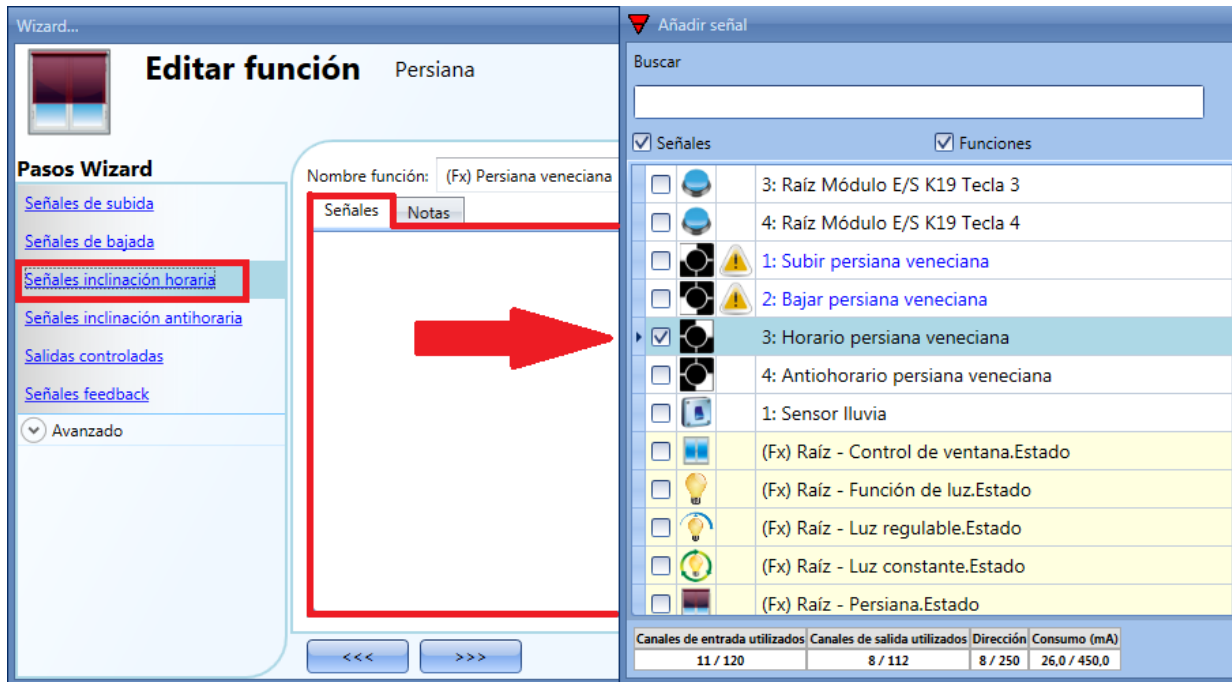 Wizard...
Editar función Persiana
Pasos Wizard
Señales de subida
Señales de bajada
Señales inclinación horaria
Señales inclinación antihoraria
Salidas controladas
Señales feedback
Avanzado
Nombre función: (Fx) Persiana veneciana
Señales Notas
<<< >>>
Añadir señal
Buscar
Señales Funciones
3: Raíz Módulo E/S K19 Tecla 3
4: Raíz Módulo E/S K19 Tecla 4
1: Subir persiana veneciana
2: Bajar persiana veneciana
3: Horario persiana veneciana
4: Antiohorario persiana veneciana
1: Sensor lluvia
(Fx) Raíz - Control de ventana.Estado
(Fx) Raíz - Función de luz.Estado
(Fx) Raíz - Luz regulable.Estado
(Fx) Raíz - Luz constante.Estado
(Fx) Raíz - Persiana.Estado
Canales de entrada utilizados Canales de salida utilizados Dirección Consumo (mA)
11 / 120 8 / 112 8 / 250 26,0 / 450,0